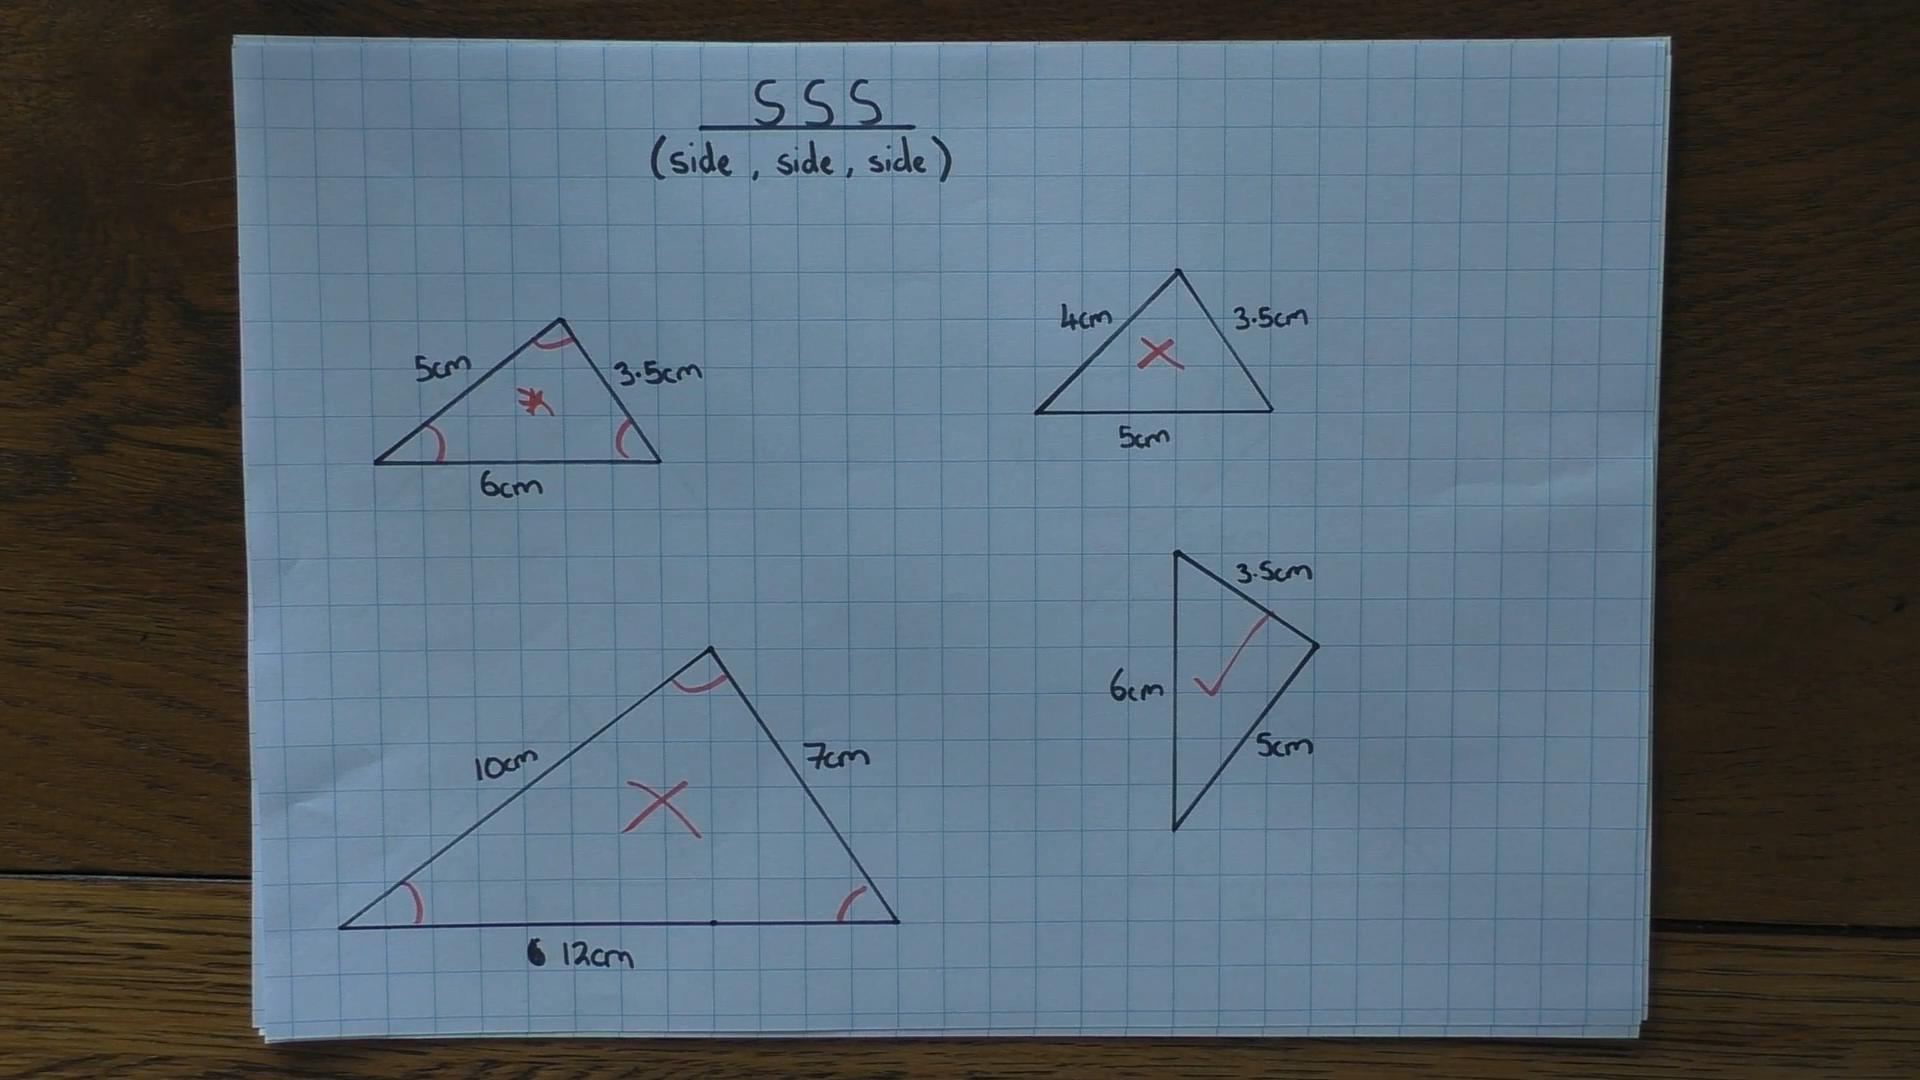 SSS
(side, side, side)
5cm
3.5cm
6cm
4cm
3.5cm
5cm
3.5cm
6cm
5cm
10cm
7cm
12cm